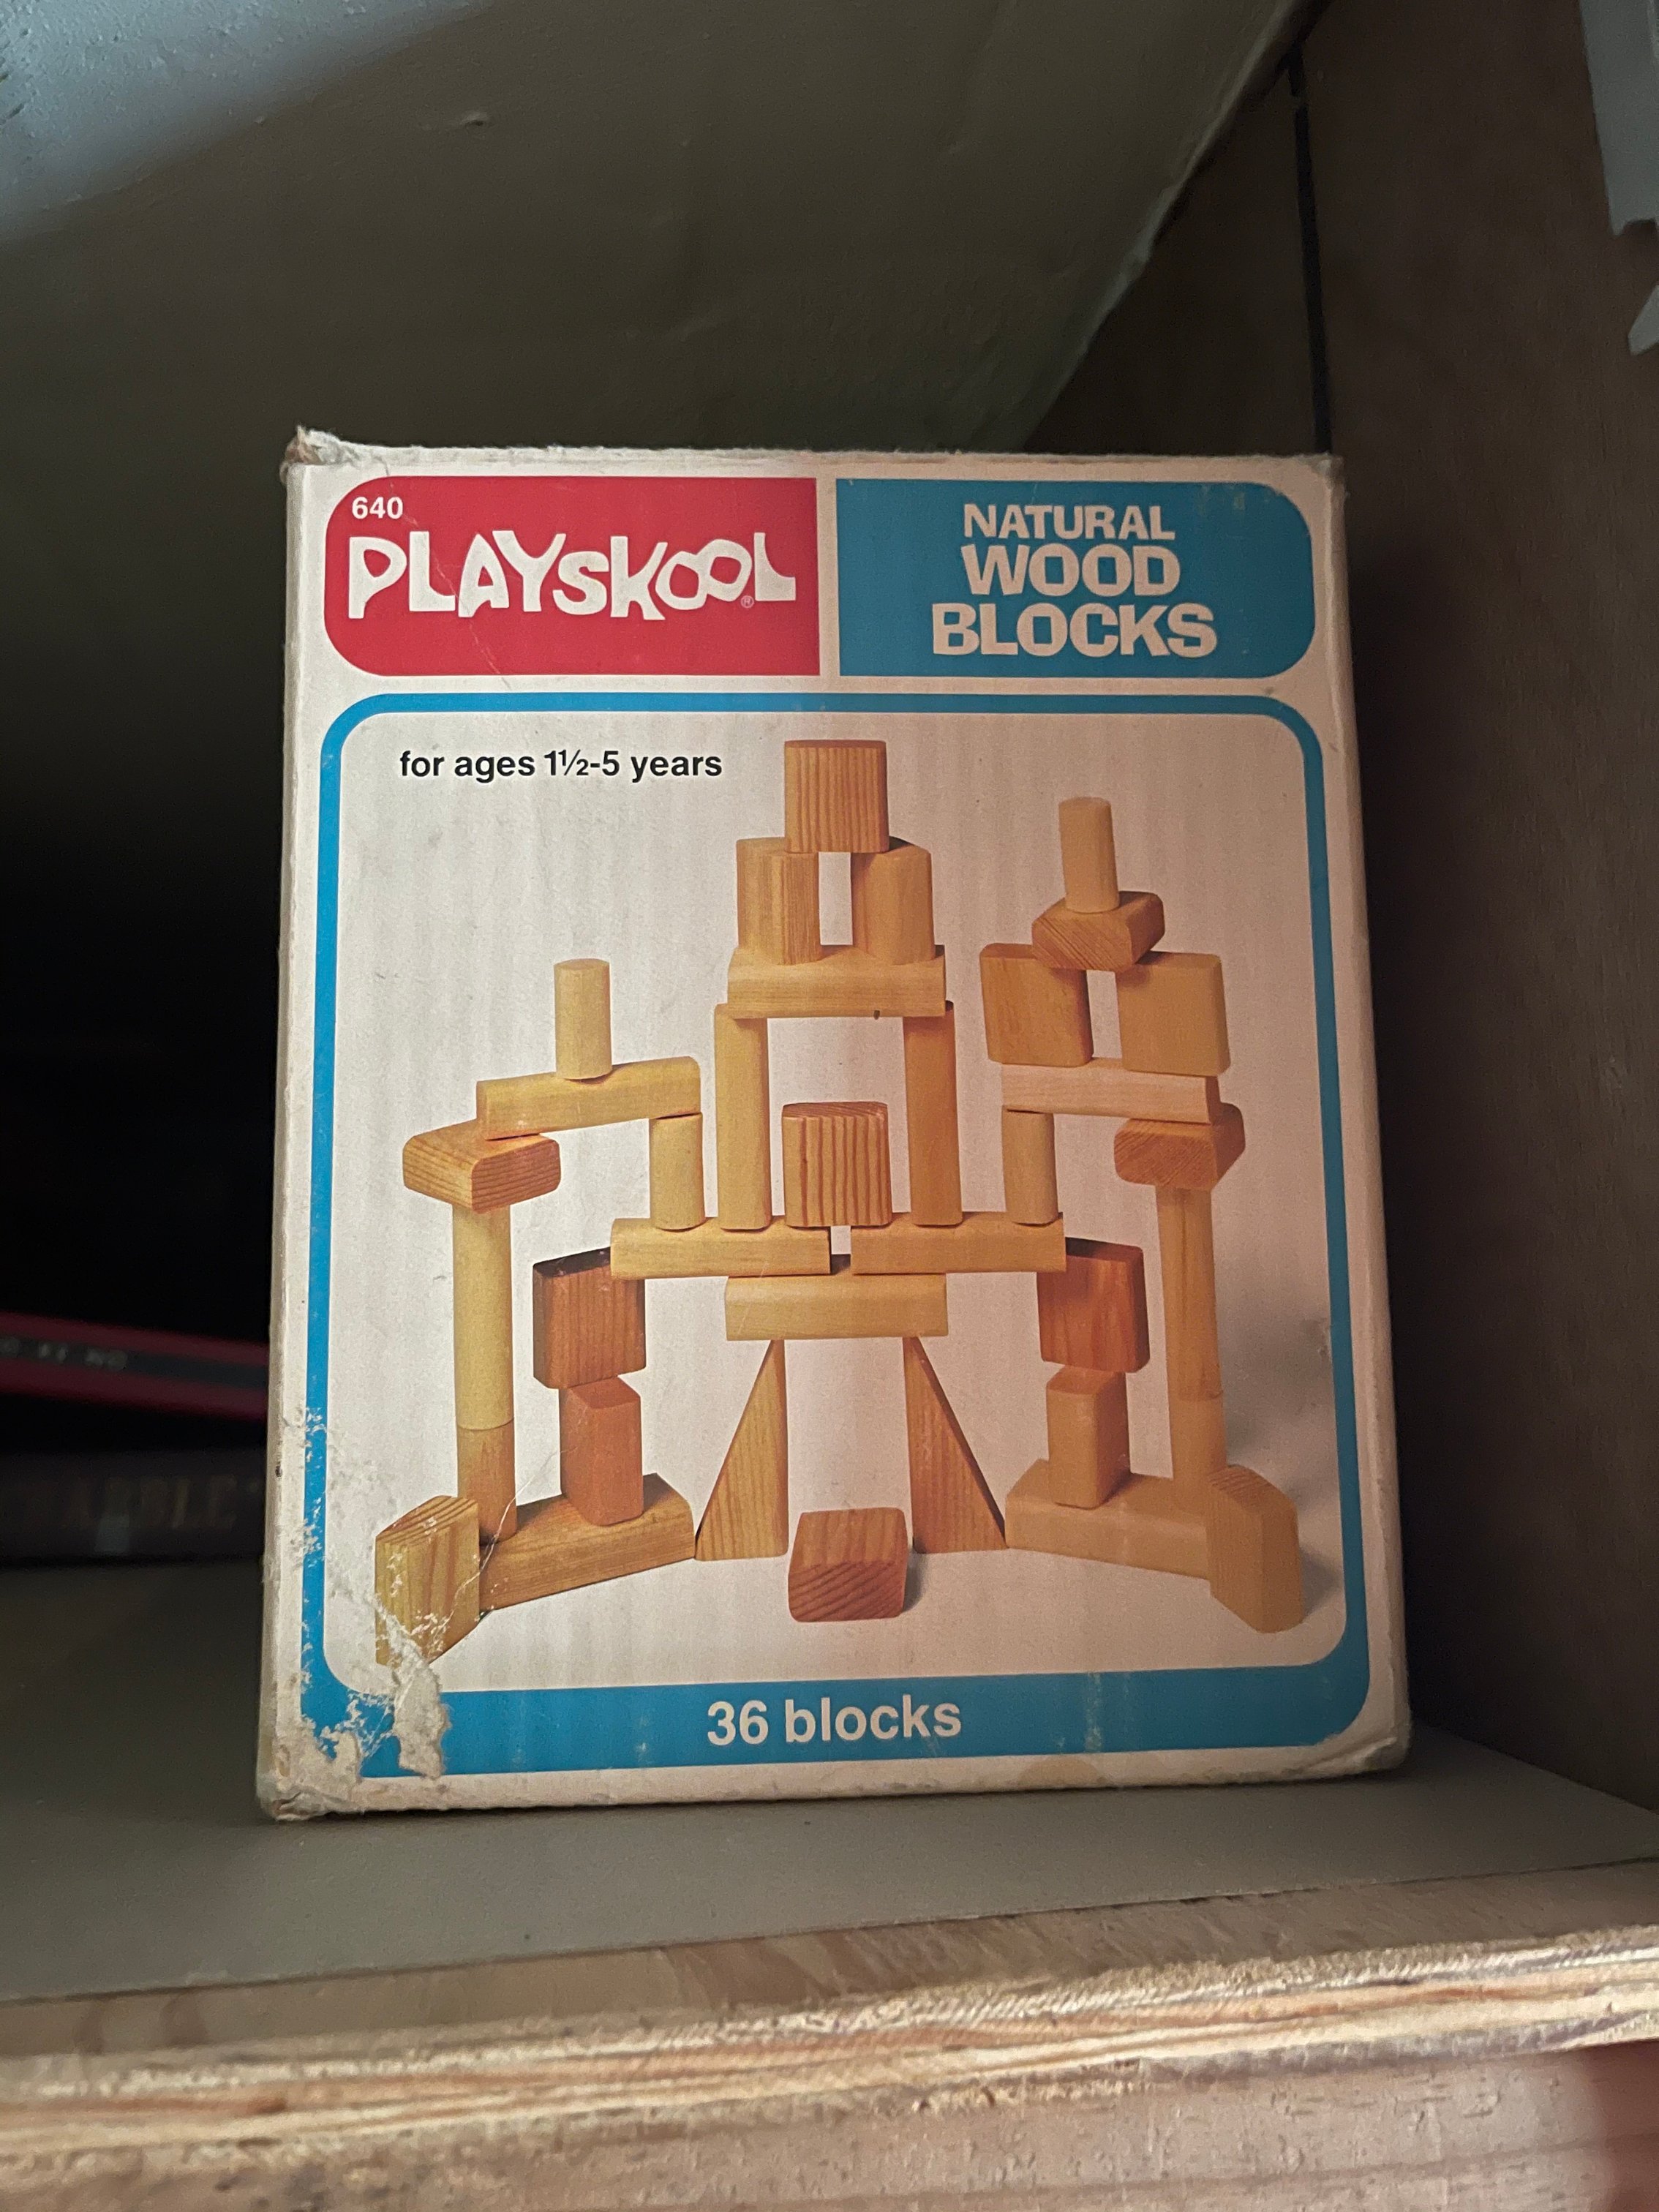 640
PLAYSKOOL®
NATURAL
WOOD
BLOCKS
for ages 1½-5 years
36 blocks